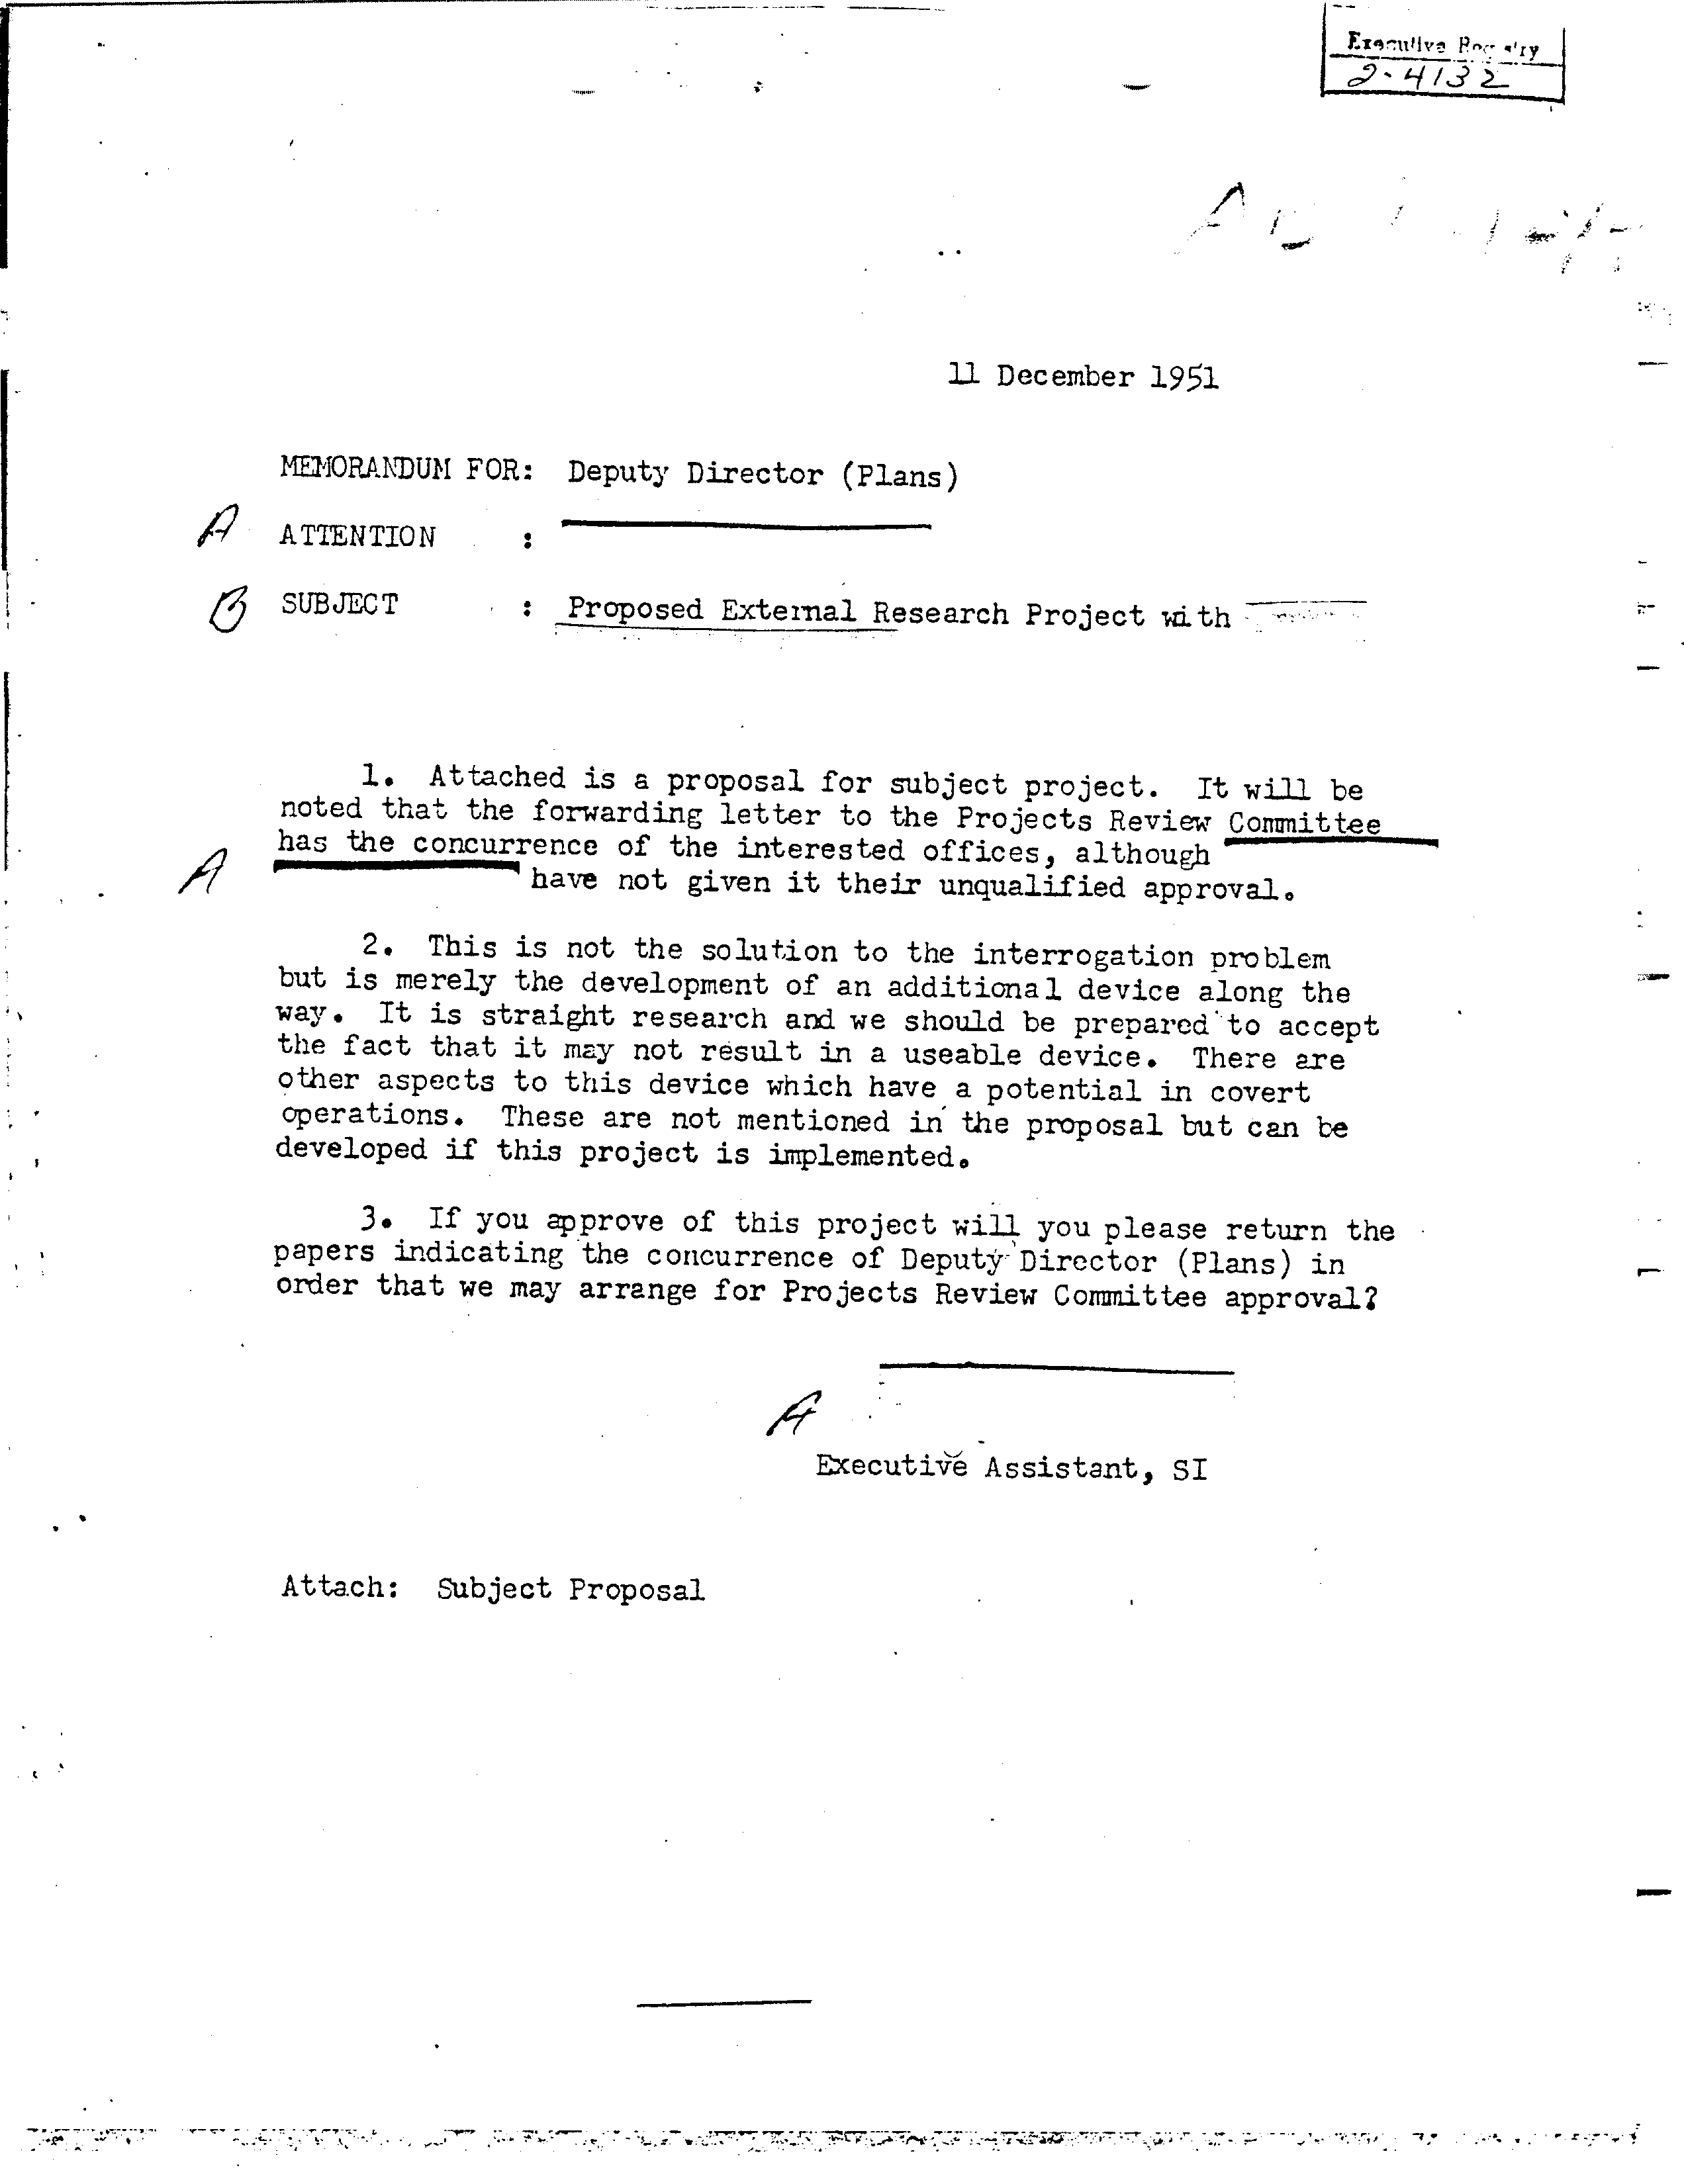 Executive Registry
2-4132
11 December 1951
MEMORANDUM FOR: Deputy Director (Plans)
A ATTENTION :
B SUBJECT : Proposed External Research Project with
1. Attached is a proposal for subject project. It will be
noted that the forwarding letter to the Projects Review Committee
has the concurrence of the interested offices, although
A have not given it their unqualified approval.
2. This is not the solution to the interrogation problem
but is merely the development of an additional device along the
way. It is straight research and we should be prepared to accept
the fact that it may not result in a useable device. There are
other aspects to this device which have a potential in covert
operations. These are not mentioned in the proposal but can be
developed if this project is implemented.
3. If you approve of this project will you please return the
papers indicating the concurrence of Deputy Director (Plans) in
order that we may arrange for Projects Review Committee approval?
A
Executive Assistant, SI
Attach: Subject Proposal